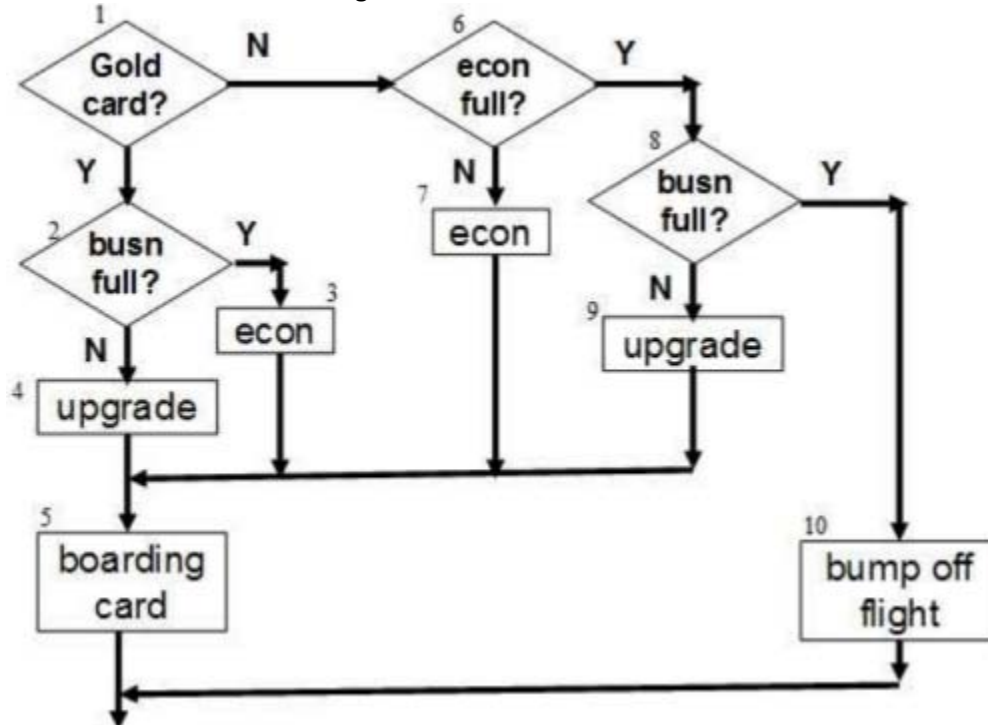 1
Gold
card?
N
6
econ
full?
Y
Y
2
busn
full?
Y
3
econ
N
4
upgrade
N
7
econ
8
busn
full?
Y
N
9
upgrade
5
boarding
card
10
bump off
flight